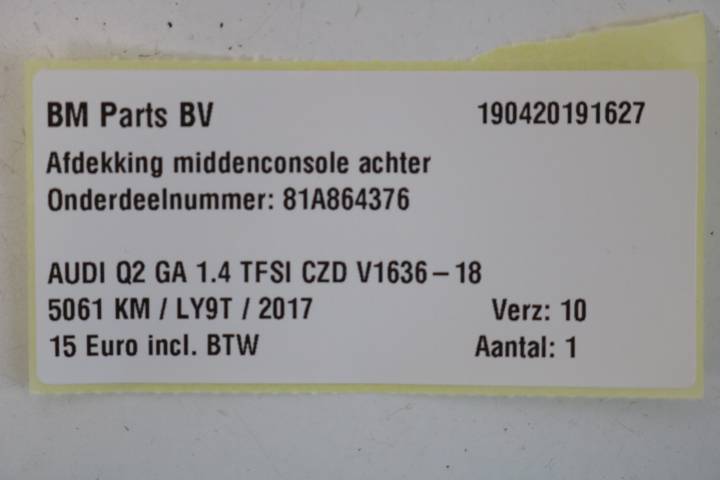 BM Parts BV 190420191627
Afdekking middenconsole achter
Onderdeelnummer: 81A864376
AUDI Q2 GA 1.4 TFSI CZD V1636-18
5061 KM / LY9T / 2017 Verz: 10
15 Euro incl. BTW Aantal: 1